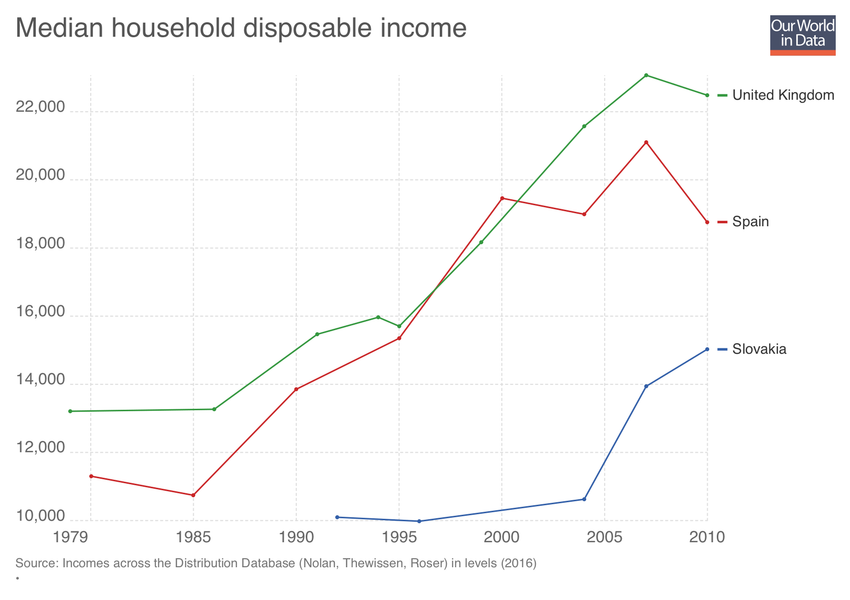 Median household disposable income
Our World
in Data
22,000
20,000
18,000
16,000
14,000
12,000
10,000
1979
1985
1990
1995
2000
2005
2010
United Kingdom
Spain
Slovakia
Source: Incomes across the Distribution Database (Nolan, Thewissen, Roser) in levels (2016)
•